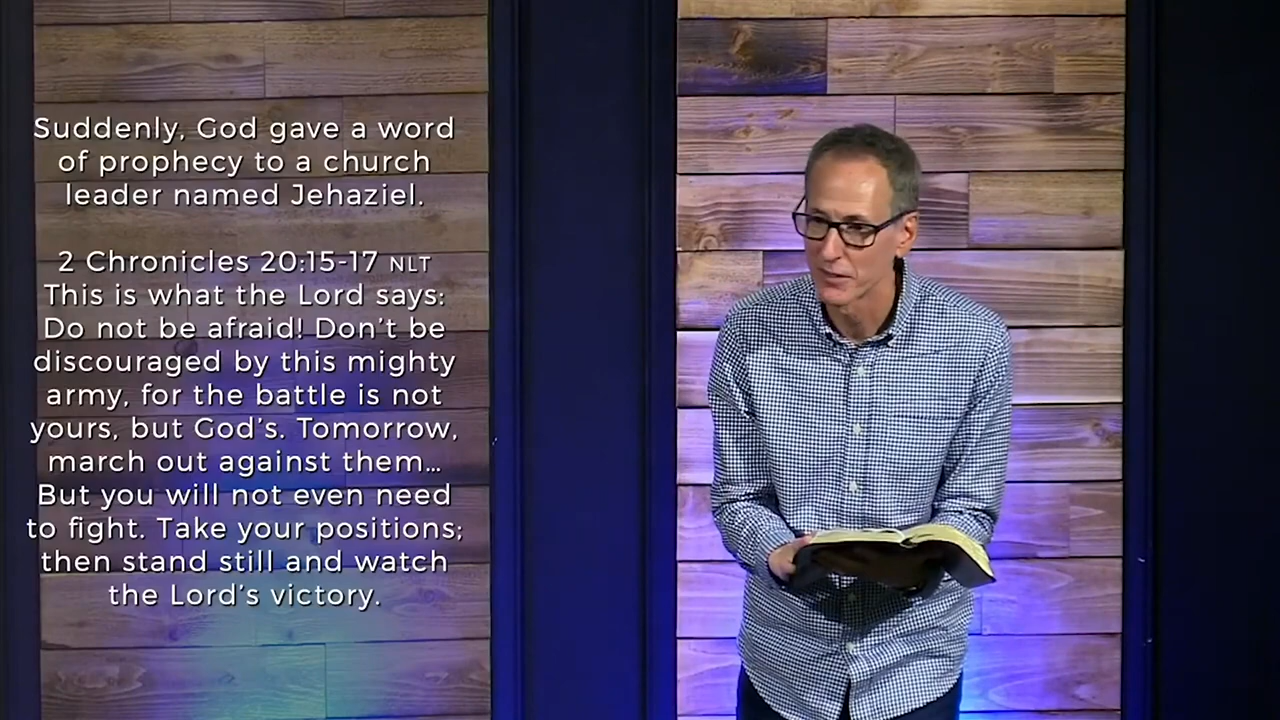 Suddenly, God gave a word
of prophecy to a church
leader named Jehaziel.
2 Chronicles 20:15-17 NLT
This is what the Lord says:
Do not be afraid! Don't be
discouraged by this mighty
army, for the battle is not
yours, but God's. Tomorrow,
march out against them...
But you will not even need
to fight. Take your positions;
then stand still and watch
the Lord's victory.